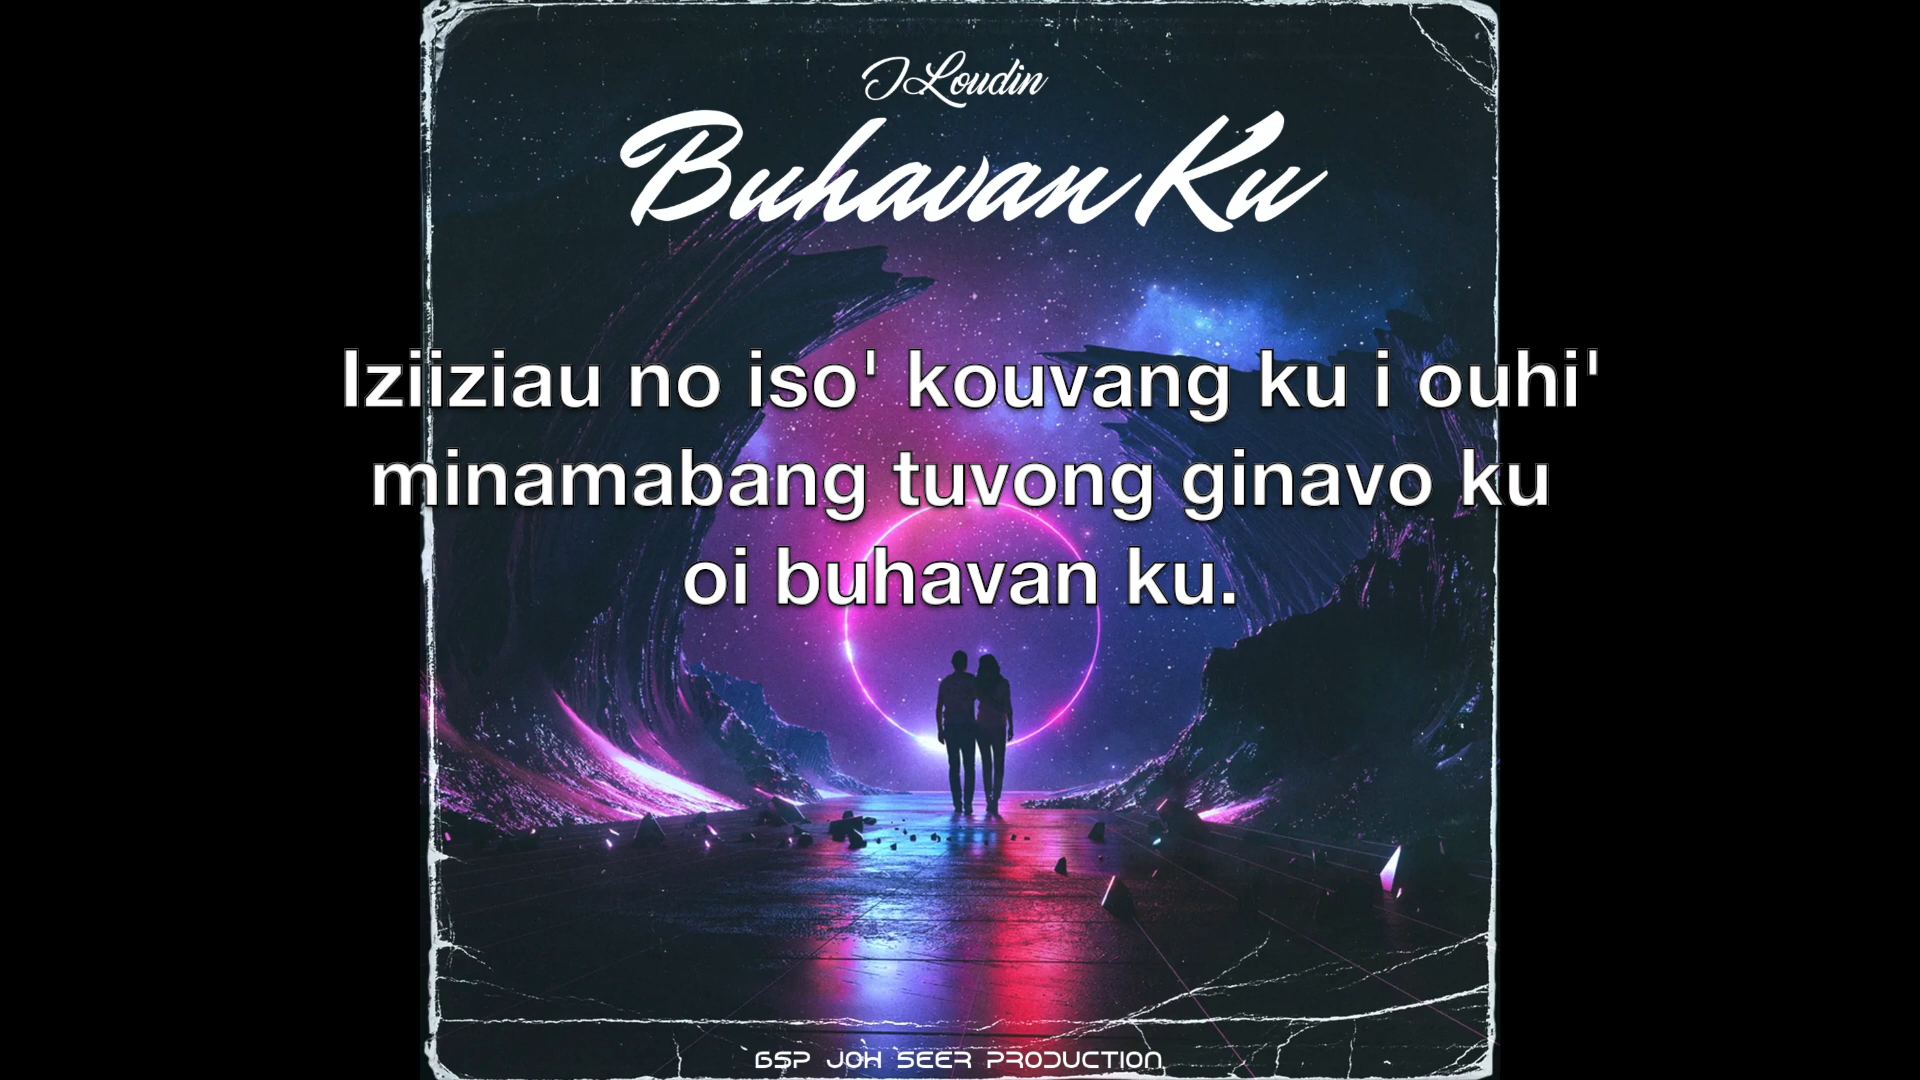 JLoudin
Buhavan Ku
Iziiziau no iso' kouvang ku i ouhi'
minamabang tuvong ginavo ku
oi buhavan ku.
GSP JOH SEER PRODUCTION